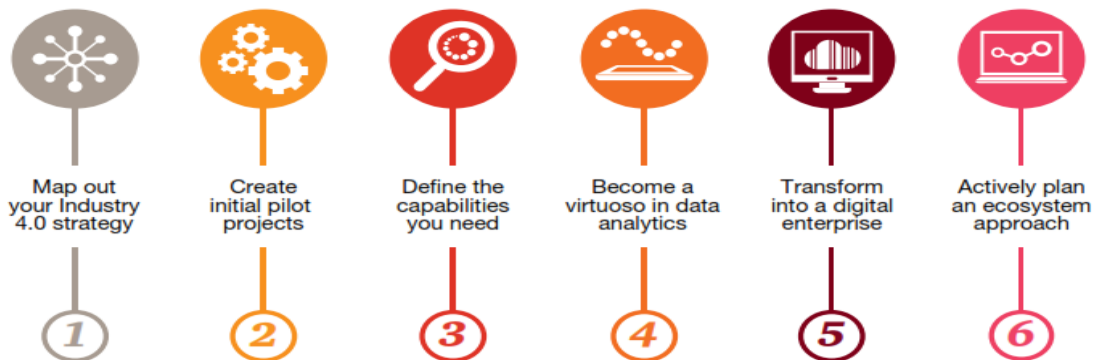 Map out
your Industry
4.0 strategy
Create
initial pilot
projects
Define the
capabilities
you need
Become a
virtuoso in data
analytics
Transform
into a digital
enterprise
Actively plan
an ecosystem
approach
1
2
3
4
5
6